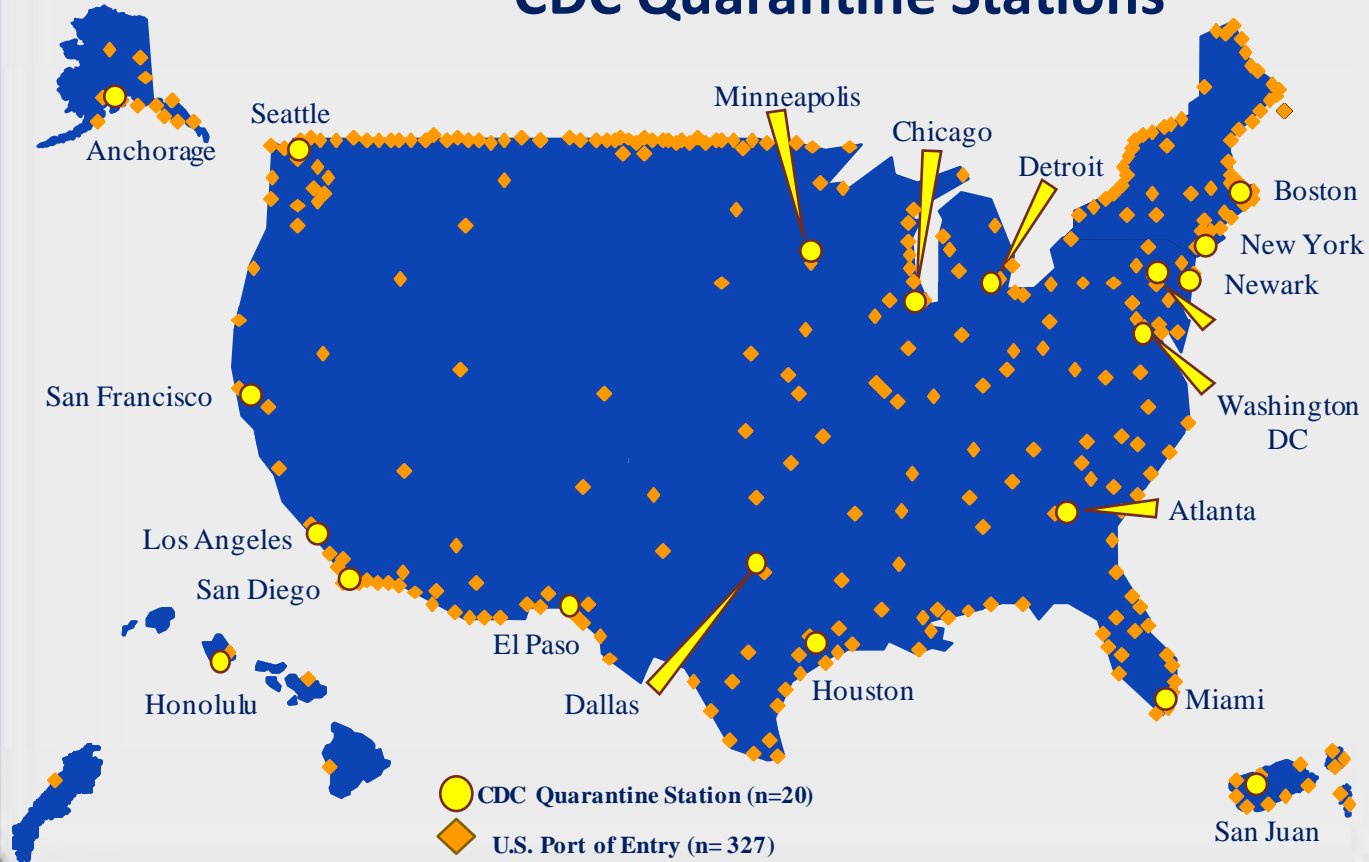 CDC Quarantine Stations
Minneapolis
Seattle
Chicago
Anchorage
Detroit
Boston
New York
Newark
San Francisco
Washington
DC
Atlanta
Los Angeles
San Diego
El Paso
Houston
Dallas
Honolulu
Miami
CDC Quarantine Station (n=20)
San Juan
U.S. Port of Entry (n= 327)